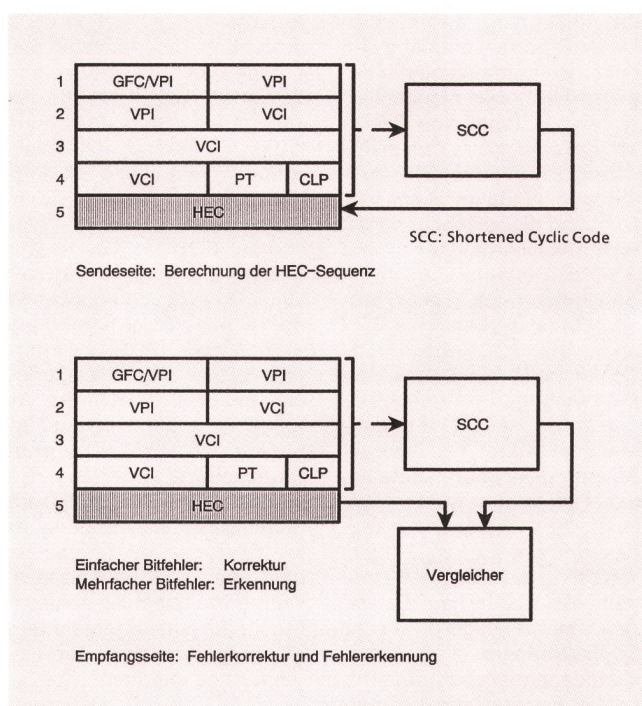 1 GFC/VPI VPI
2 VPI VCI
3 VCI
4 VCI PT CLP
5 HEC
SCC
SCC: Shortened Cyclic Code
Sendeseite: Berechnung der HEC-Sequenz
1 GFC/VPI VPI
2 VPI VCI
3 VCI
4 VCI PT CLP
5 HEC
SCC
Vergleicher
Einfacher Bitfehler: Korrektur
Mehrfacher Bitfehler: Erkennung
Empfangsseite: Fehlerkorrektur und Fehlererkennung